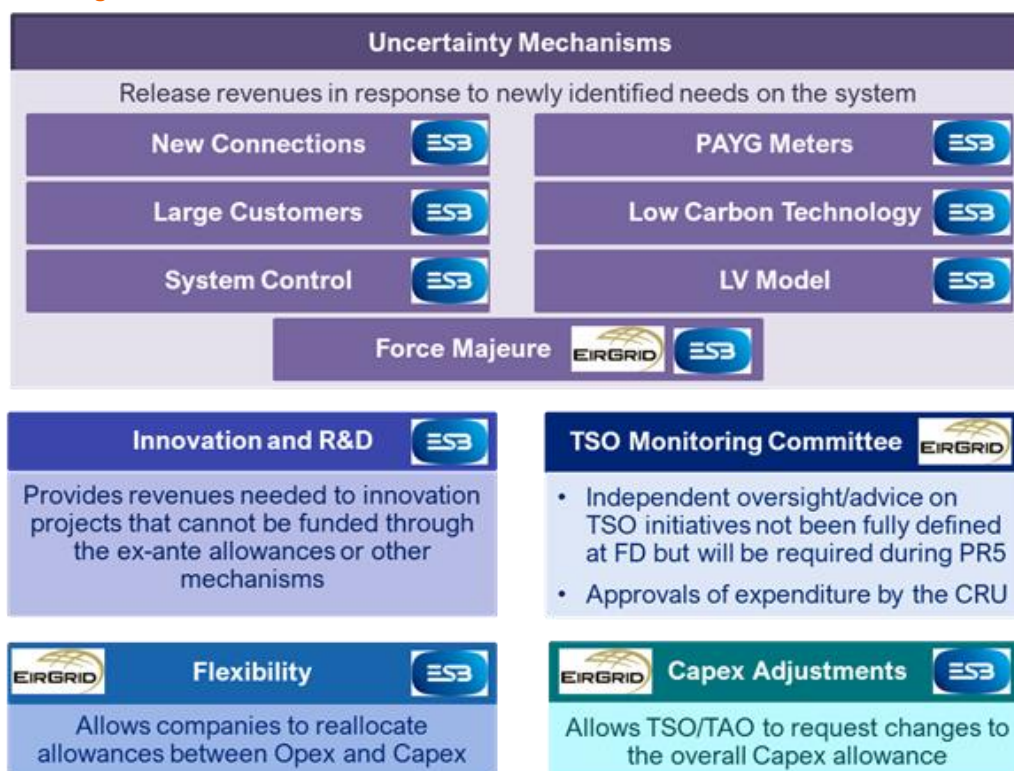 Uncertainty Mechanisms
Release revenues in response to newly identified needs on the system
New Connections ESB
PAYG Meters ESB
Large Customers ESB
Low Carbon Technology ESB
System Control ESB
LV Model ESB
Force Majeure EIRGRID ESB
Innovation and R&D ESB
Provides revenues needed to innovation
projects that cannot be funded through
the ex-ante allowances or other
mechanisms
TSO Monitoring Committee EIRGRID
• Independent oversight/advice on
TSO initiatives not been fully defined
at FD but will be required during PR5
• Approvals of expenditure by the CRU
EIRGRID Flexibility ESB
Allows companies to reallocate
allowances between Opex and Capex
EIRGRID Capex Adjustments ESB
Allows TSO/TAO to request changes to
the overall Capex allowance